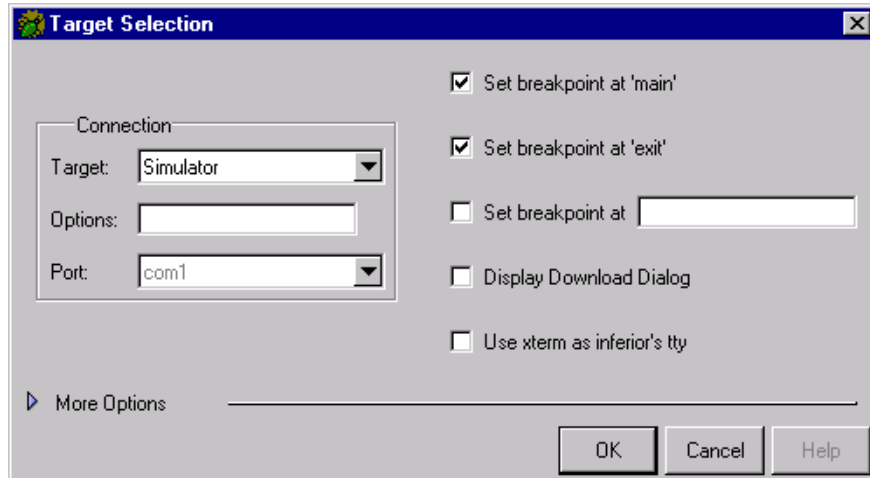 Target Selection
Connection
Target: Simulator
Options:
Port: com1
Set breakpoint at 'main'
Set breakpoint at 'exit'
Set breakpoint at
Display Download Dialog
Use xterm as inferior's tty
More Options
OK Cancel Help